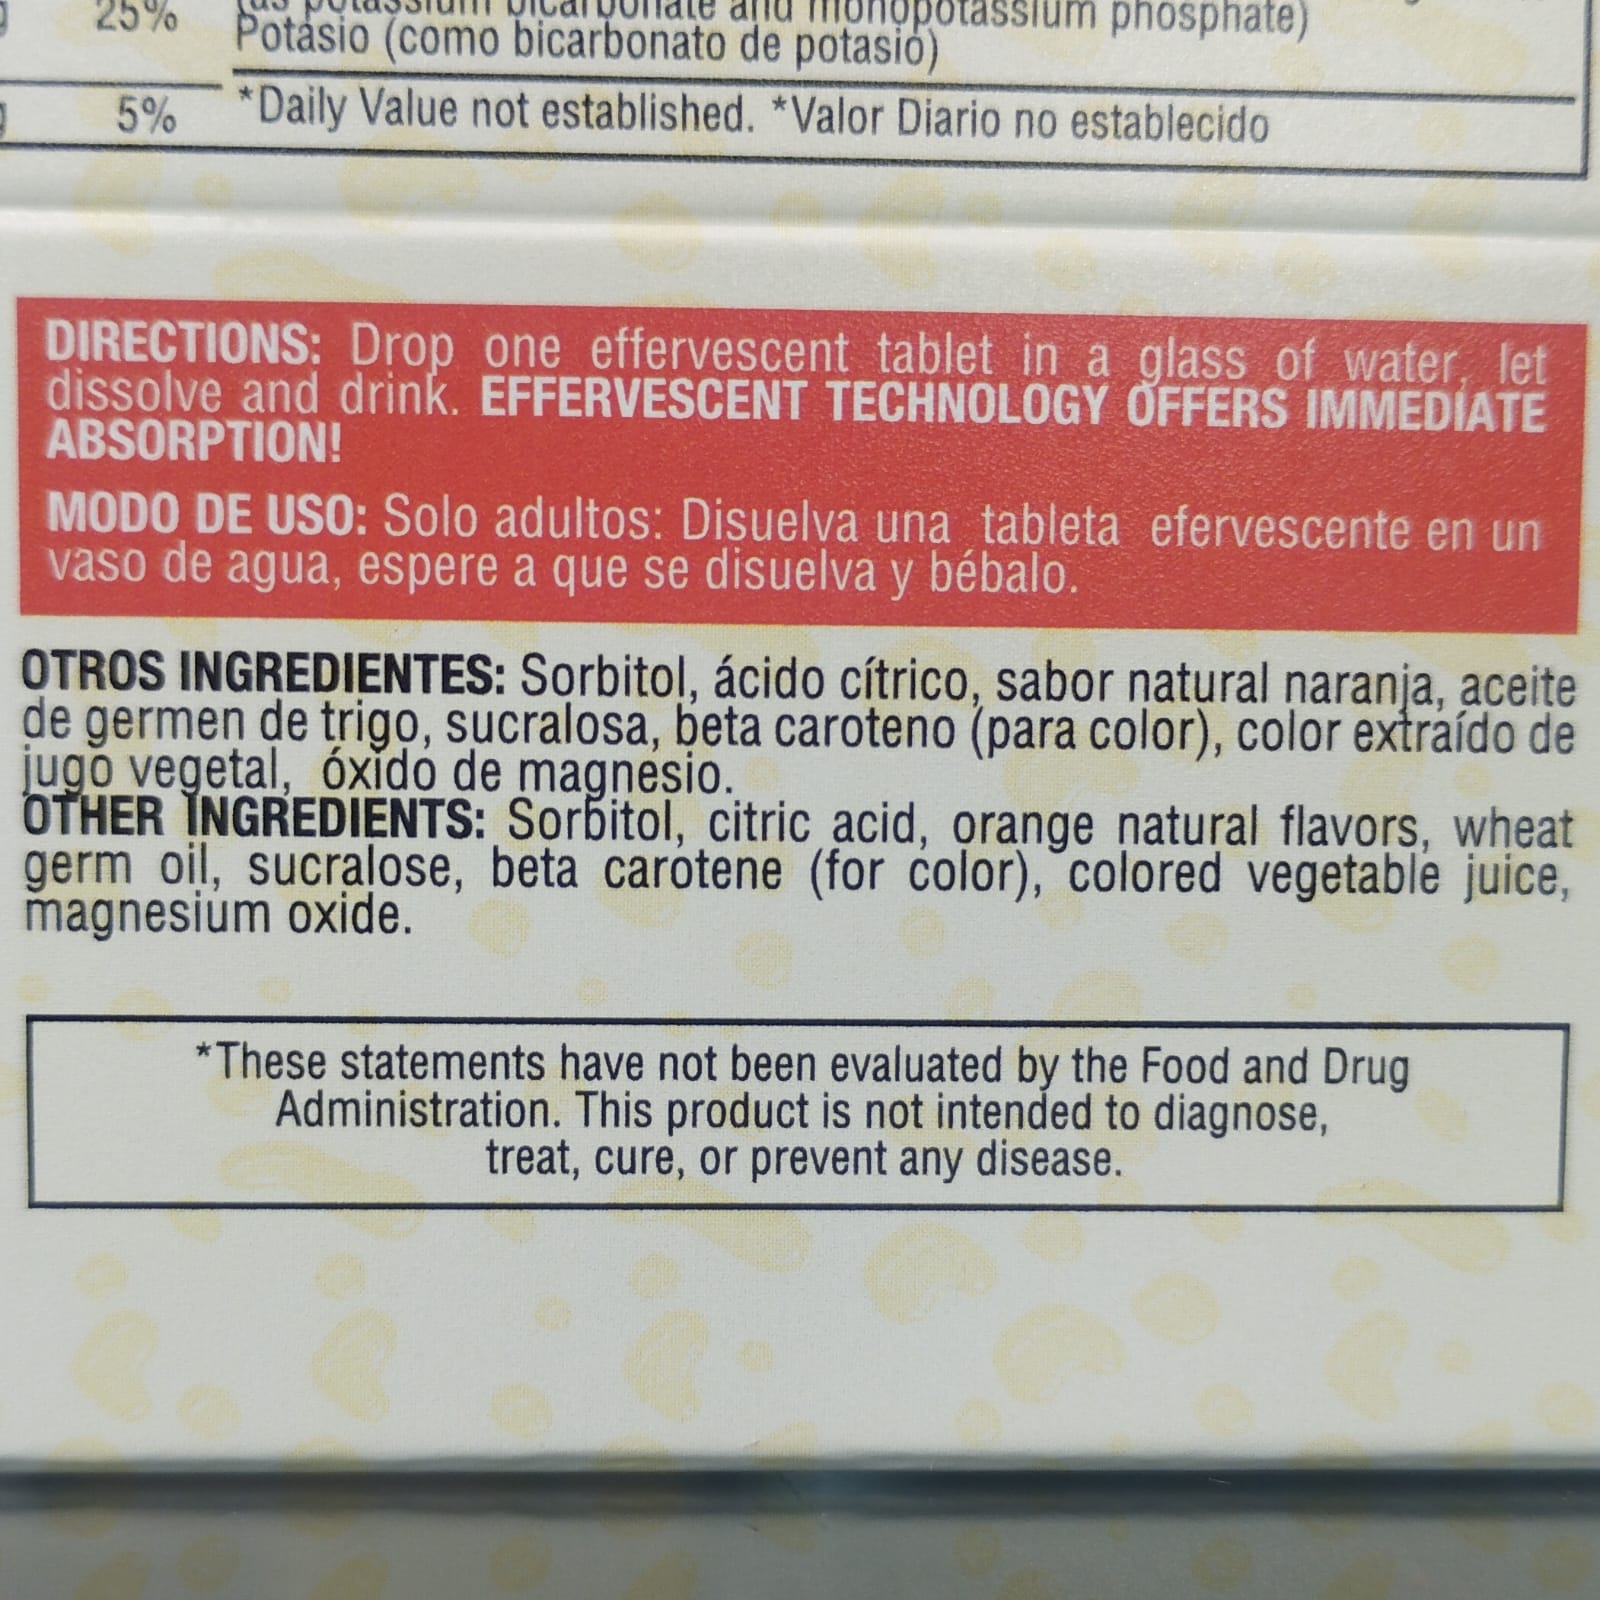 25% (as potassium bicarbonate and monopotassium phosphate)
Potasio (como bicarbonato de potasio)
5% *Daily Value not established. *Valor Diario no establecido
DIRECTIONS: Drop one effervescent tablet in a glass of water, let
dissolve and drink. EFFERVESCENT TECHNOLOGY OFFERS IMMEDIATE
ABSORPTION!
MODO DE USO: Solo adultos: Disuelva una tableta efervescente en un
vaso de agua, espere a que se disuelva y bébalo.
OTROS INGREDIENTES: Sorbitol, ácido cítrico, sabor natural naranja, aceite
de germen de trigo, sucralosa, beta caroteno (para color), color extraído de
jugo vegetal, óxido de magnesio.
OTHER INGREDIENTS: Sorbitol, citric acid, orange natural flavors, wheat
germ oil, sucralose, beta carotene (for color), colored vegetable juice,
magnesium oxide.
*These statements have not been evaluated by the Food and Drug
Administration. This product is not intended to diagnose,
treat, cure, or prevent any disease.